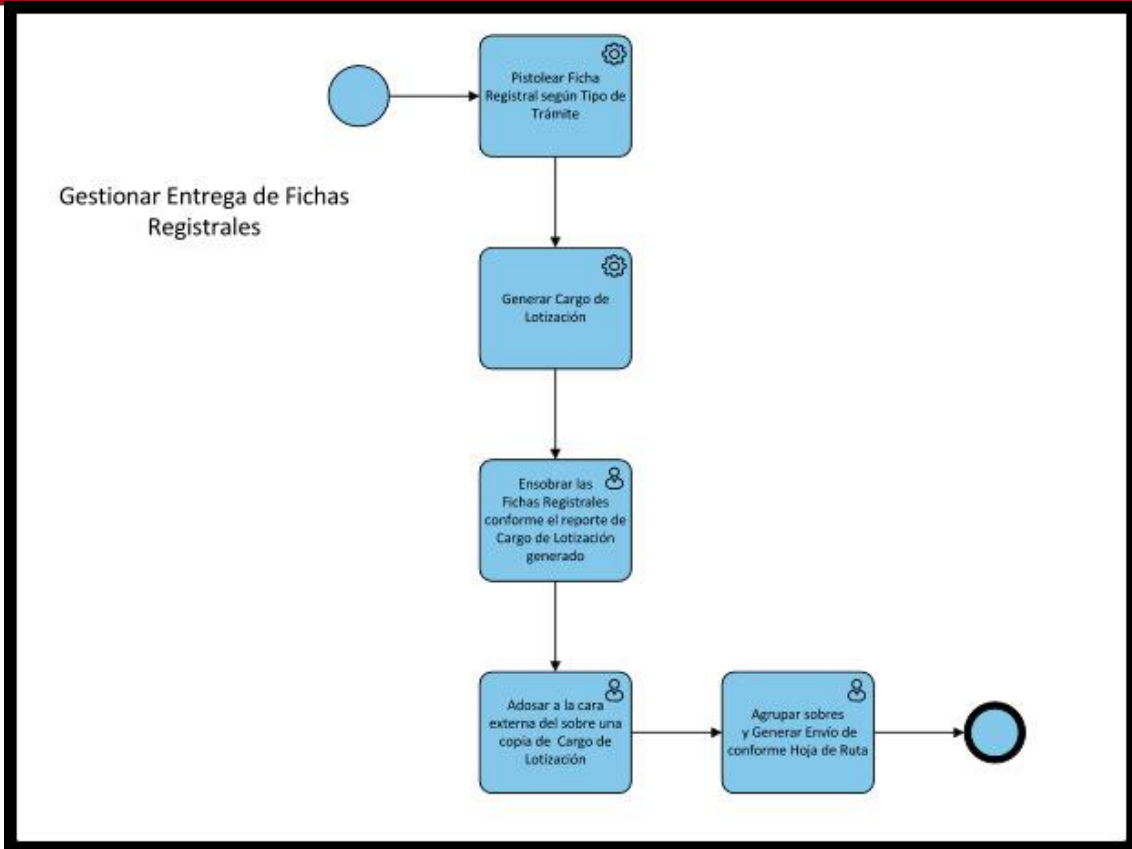 Pistolear Ficha
Registral según Tipo de
Trámite
Gestionar Entrega de Fichas
Registrales
Generar Cargo de
Lotización
Ensobrar las
Fichas Registrales
conforme el reporte de
Cargo de Lotización
generado
Adosar a la cara
externa del sobre una
copia de Cargo de
Lotización
Agrupar sobres
y Generar Envío de
conforme Hoja de Ruta